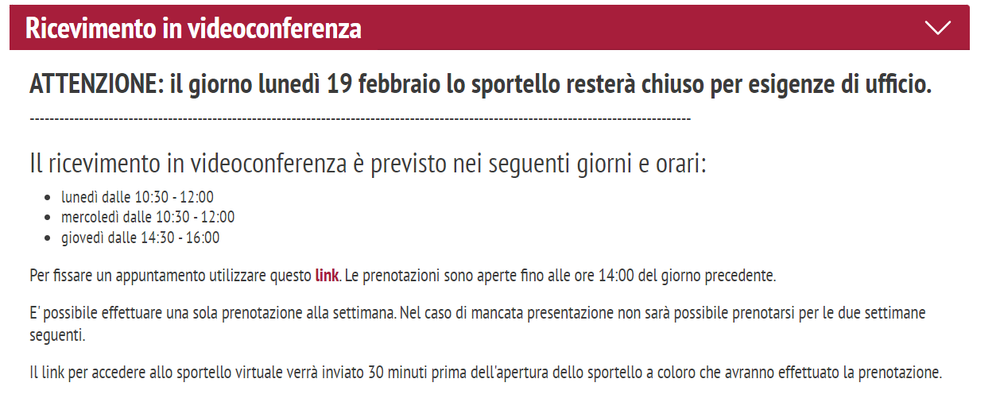 Ricevimento in videoconferenza
ATTENZIONE: il giorno lunedì 19 febbraio lo sportello resterà chiuso per esigenze di ufficio.
-----------------------------------------------------------------------------------------------------------------------------------------
Il ricevimento in videoconferenza è previsto nei seguenti giorni e orari:
• lunedì dalle 10:30 - 12:00
• mercoledì dalle 10:30 - 12:00
• giovedì dalle 14:30 - 16:00
Per fissare un appuntamento utilizzare questo link. Le prenotazioni sono aperte fino alle ore 14:00 del giorno precedente.
E' possibile effettuare una sola prenotazione alla settimana. Nel caso di mancata presentazione non sarà possibile prenotarsi per le due settimane
seguenti.
Il link per accedere allo sportello virtuale verrà inviato 30 minuti prima dell'apertura dello sportello a coloro che avranno effettuato la prenotazione.